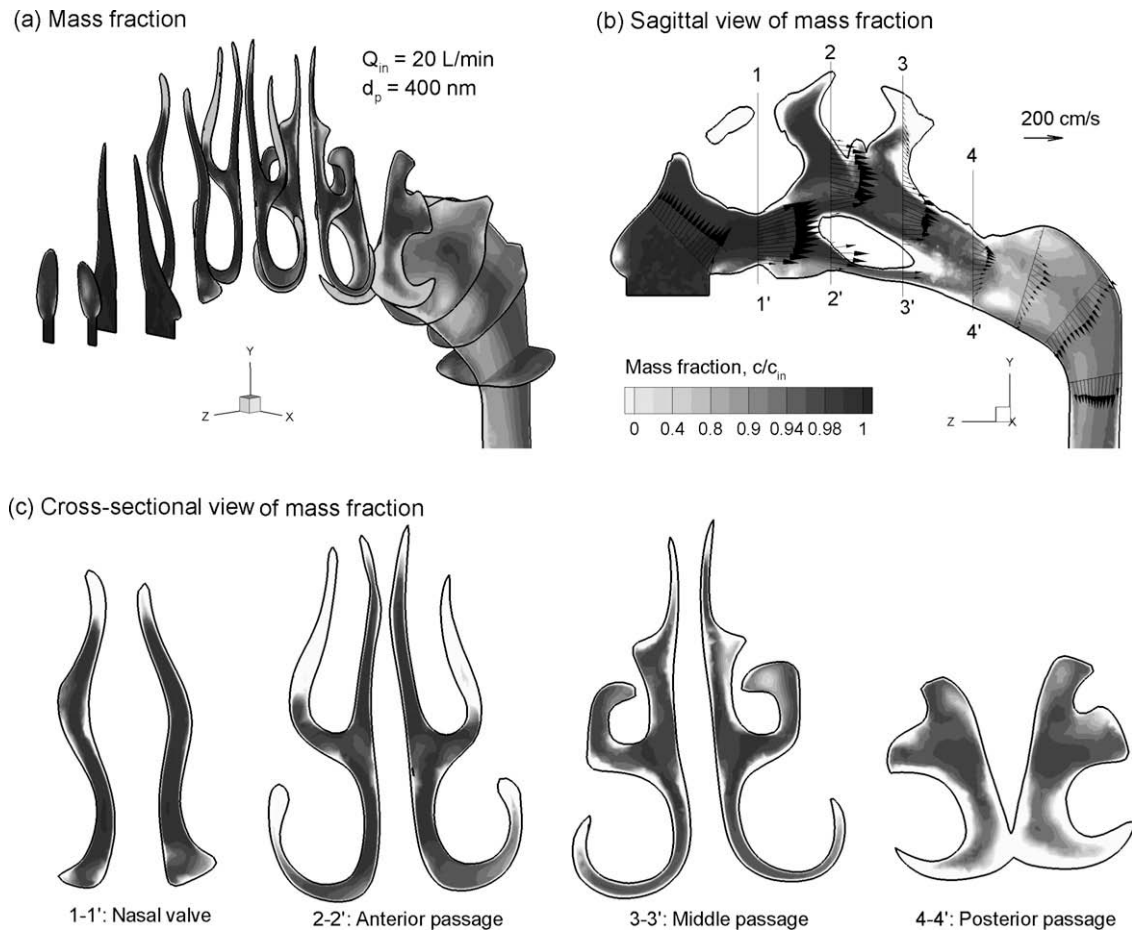 (a) Mass fraction
Q_in = 20 L/min
d_p = 400 nm
Y
Z
X
(b) Sagittal view of mass fraction
1
2
3
4
200 cm/s
1'
2'
3'
4'
Mass fraction, c/c_in
0 0.4 0.8 0.9 0.94 0.98 1
Y
Z
X
(c) Cross-sectional view of mass fraction
1-1': Nasal valve
2-2': Anterior passage
3-3': Middle passage
4-4': Posterior passage